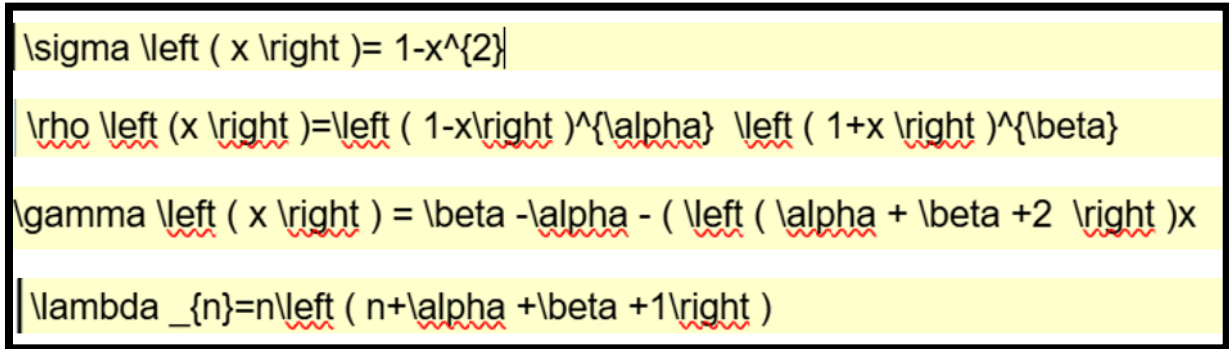 \sigma \left ( x \right )= 1-x^{2}
\rho \left (x \right )=\left ( 1-x\right )^{\alpha}  \left ( 1+x \right )^{\beta}
\gamma \left ( x \right ) = \beta -\alpha - ( \left ( \alpha + \beta +2  \right )x
\lambda _{n}=n\left ( n+\alpha +\beta +1\right )